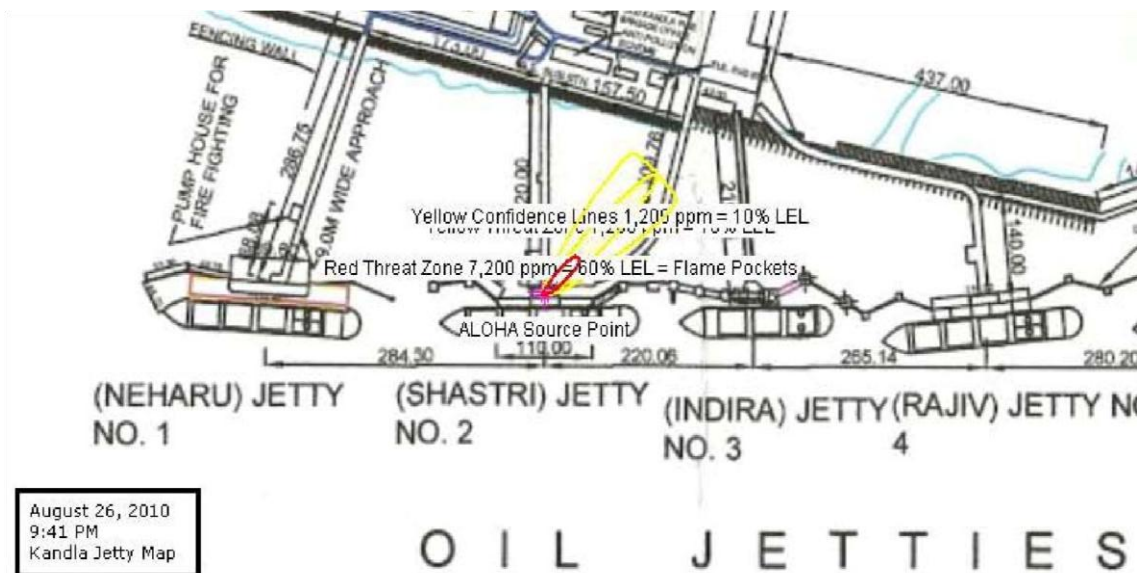 FENCING WALL
PUMP HOUSE FOR
FIRE FIGHTING
286.75
9.0M WIDE APPROACH
157.50
437.00
Yellow Confidence Lines 1,200 ppm = 10% LEL
Red Threat Zone 7,200 ppm = 60% LEL = Flame Pockets
140.00
ALOHA Source Point
284.30
110.00
220.06
265.14
280.20
(NEHARU) JETTY
NO. 1
(SHASTRI) JETTY
NO. 2
(INDIRA) JETTY
NO. 3
(RAJIV) JETTY
4
August 26, 2010
9:41 PM
Kandla Jetty Map
OIL JETTIES